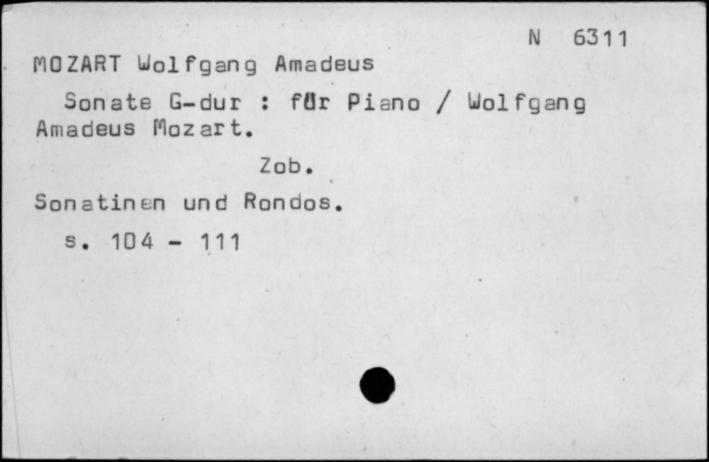 N 6311
MOZART Wolfgang Amadeus
Sonate G-dur : für Piano / Wolfgang
Amadeus Mozart.
Zob.
Sonatinen und Rondos.
s. 104 - 111